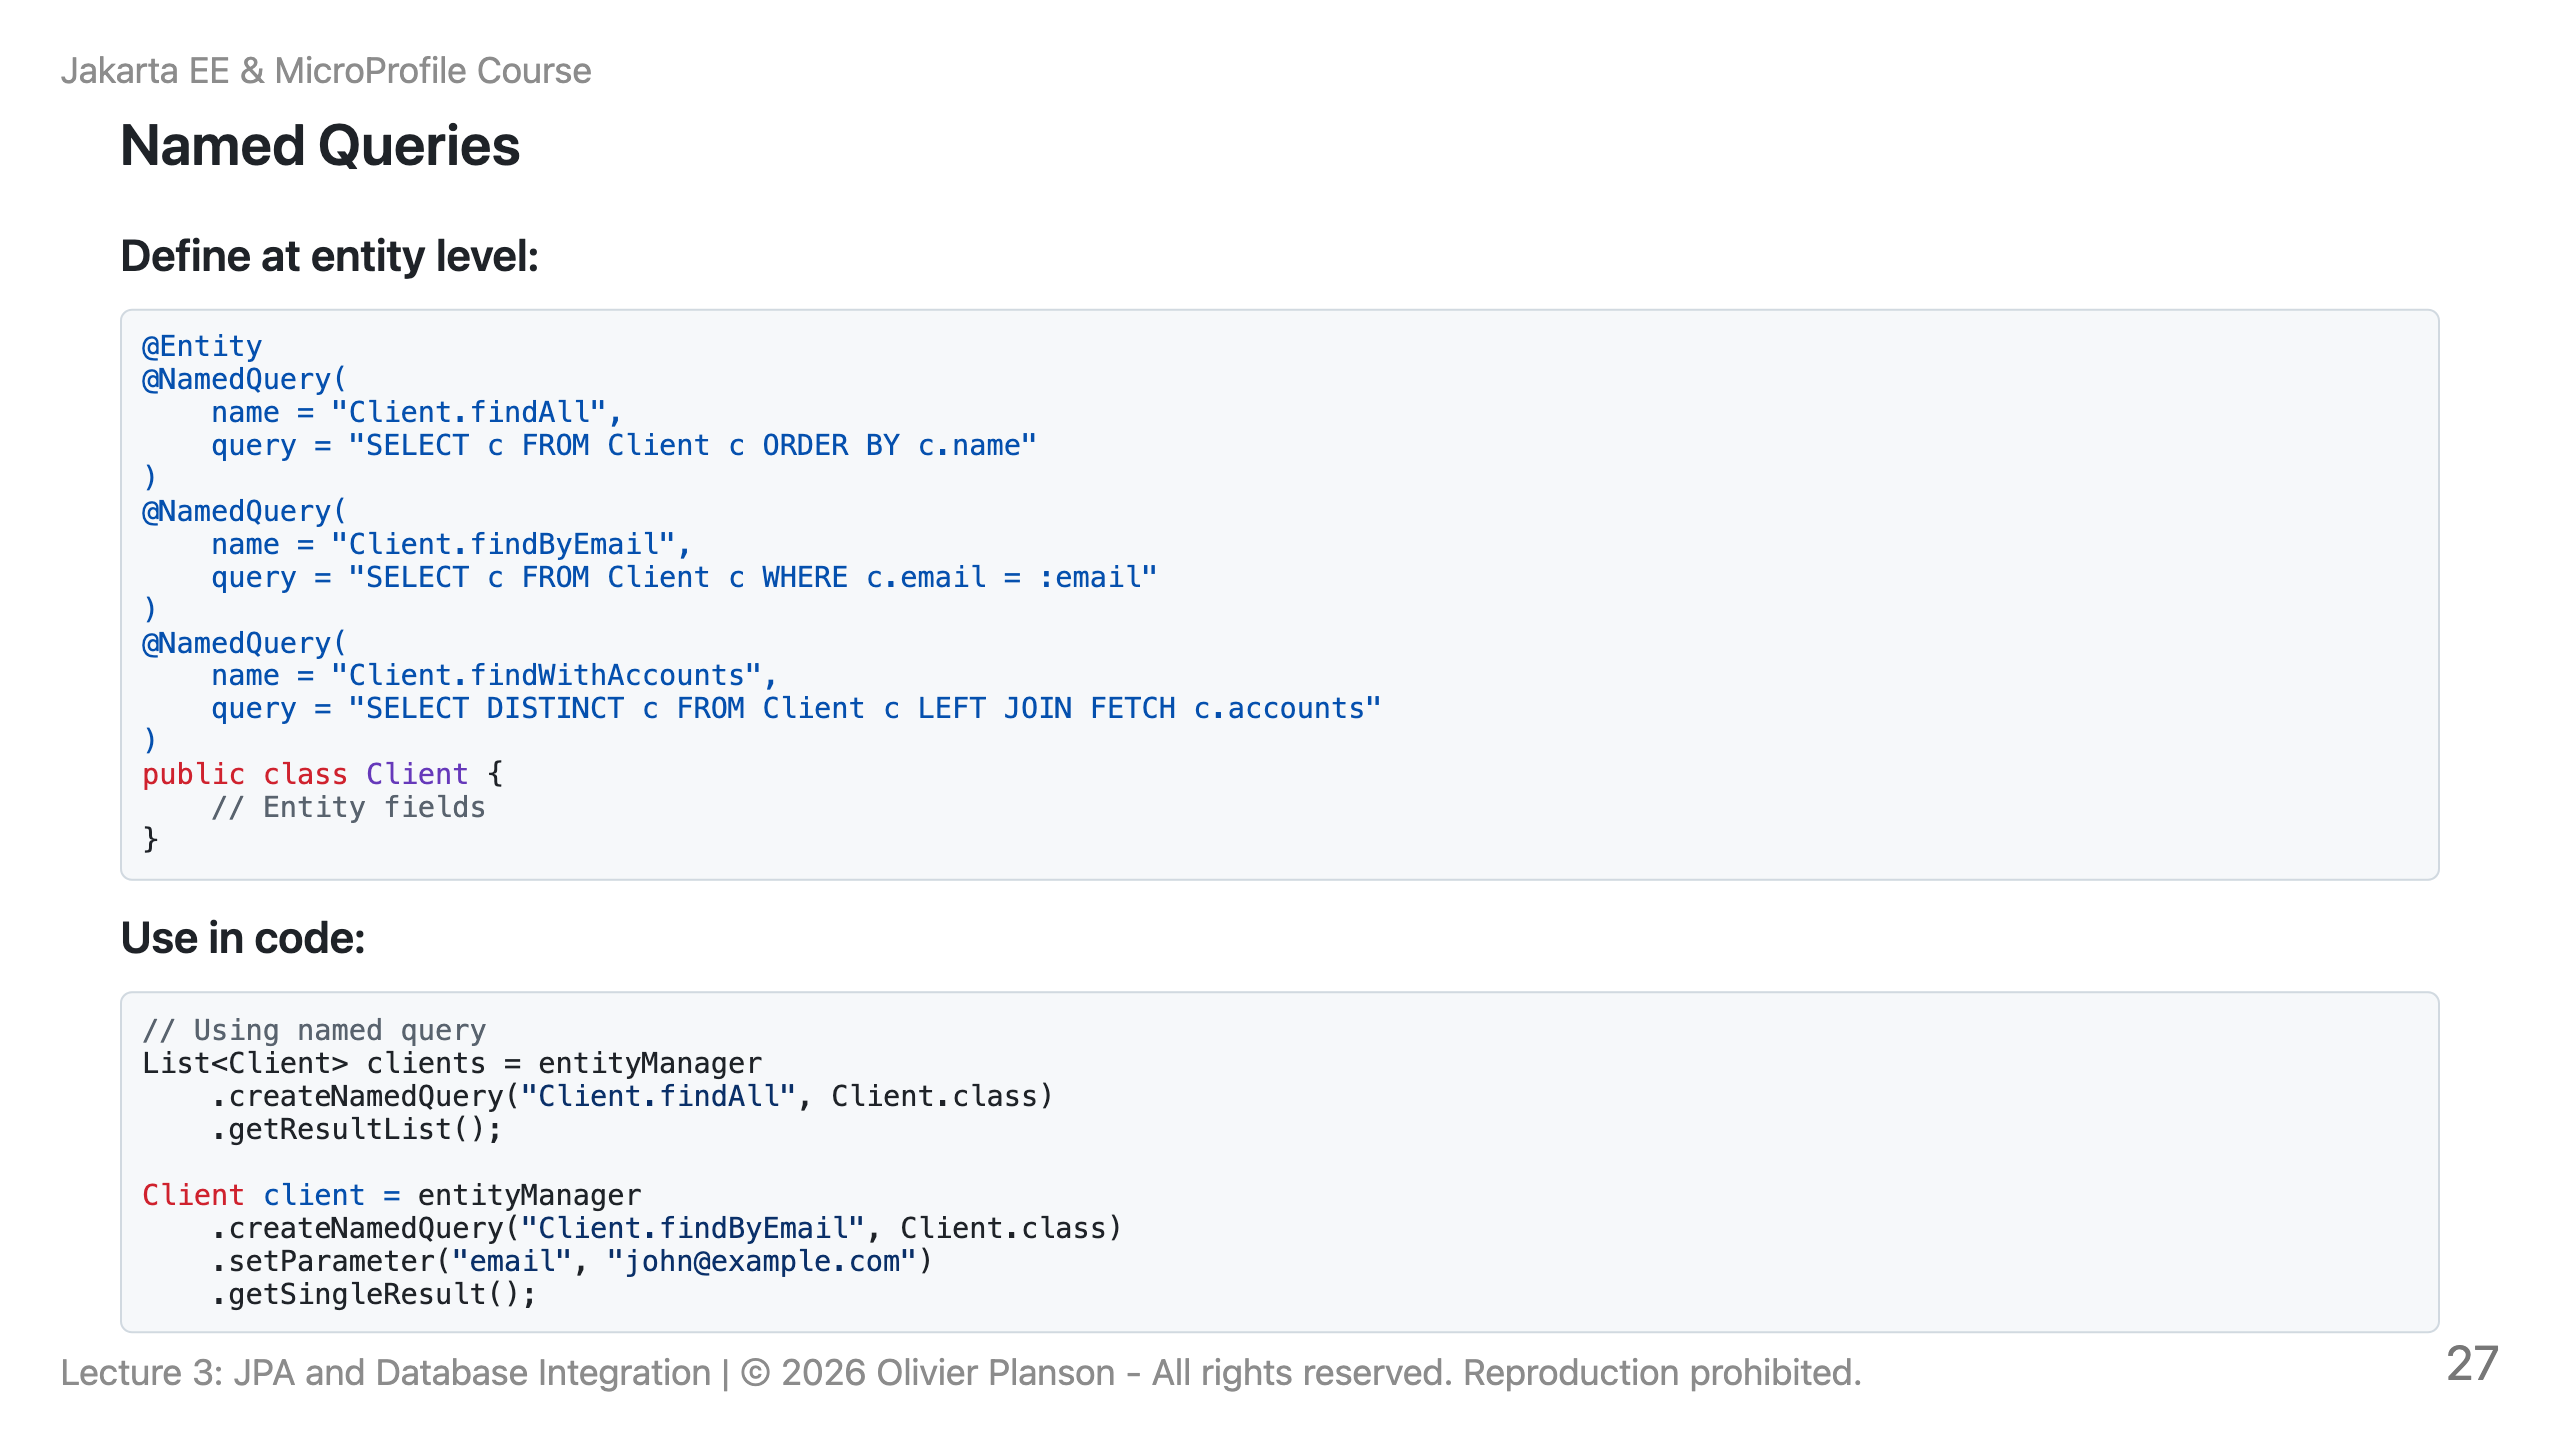 Jakarta EE & MicroProfile Course
Named Queries
Define at entity level:
@Entity
@NamedQuery(
    name = "Client.findAll",
    query = "SELECT c FROM Client c ORDER BY c.name"
)
@NamedQuery(
    name = "Client.findByEmail",
    query = "SELECT c FROM Client c WHERE c.email = :email"
)
@NamedQuery(
    name = "Client.findWithAccounts",
    query = "SELECT DISTINCT c FROM Client c LEFT JOIN FETCH c.accounts"
)
public class Client {
    // Entity fields
}
Use in code:
// Using named query
List<Client> clients = entityManager
    .createNamedQuery("Client.findAll", Client.class)
    .getResultList();
Client client = entityManager
    .createNamedQuery("Client.findByEmail", Client.class)
    .setParameter("email", "john@example.com")
    .getSingleResult();
Lecture 3: JPA and Database Integration | © 2026 Olivier Planson - All rights reserved. Reproduction prohibited.
27